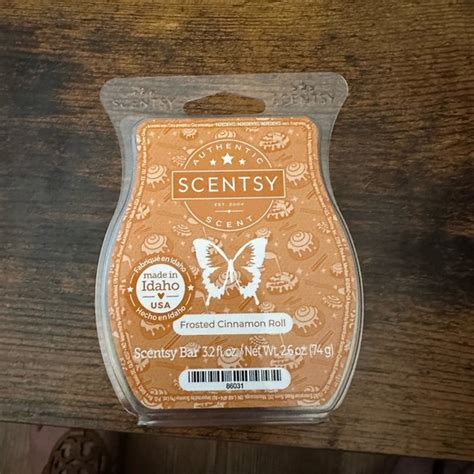 SCENTSY
SCENTSY
AUTHENTIC
SCENTSY
EST. 2004
SCENT
Fabriqué en Idaho
made in
Idaho
USA
Hecho en Idaho
Frosted Cinnamon Roll
Scentsy Bar 3.2 fl oz / Net Wt. 2.6 oz (74 g)
86031